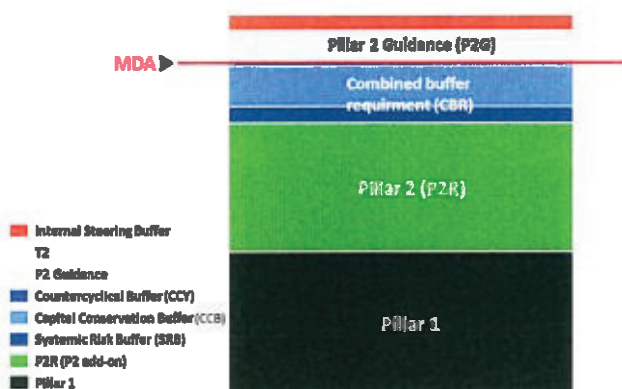 Pillar 2 Guidance (P2G)
MDA
Combined buffer
requirment (CBR)
Pillar 2 (P2R)
Internal Steering Buffer
T2
P2 Guidance
Countercyclical Buffer (CCY)
Capital Conservation Buffer (CCB)
Systemic Risk Buffer (SRB)
P2R (P2 add-on)
Pillar 1
Pillar 1